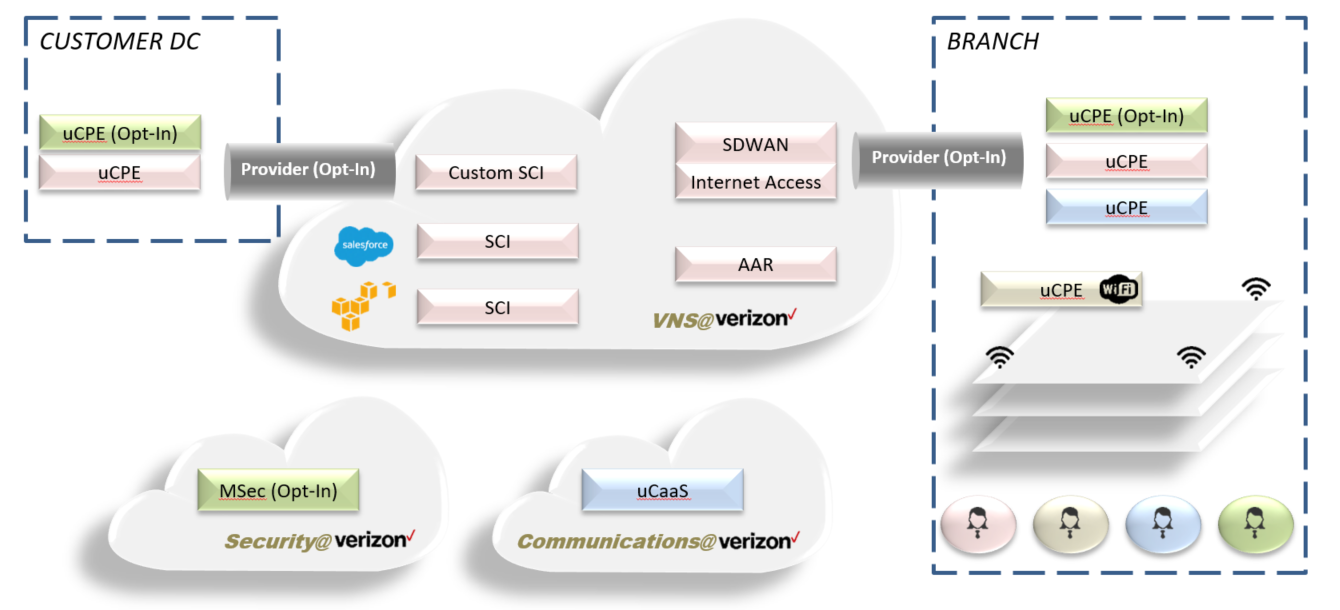 CUSTOMER DC
uCPE (Opt-In)
uCPE
Provider (Opt-In)
Custom SCI
salesforce
SCI
SCI
SDWAN
Internet Access
AAR
VNS@verizon✓
Provider (Opt-In)
BRANCH
uCPE (Opt-In)
uCPE
uCPE
uCPE WiFi
MSec (Opt-In)
Security@verizon✓
uCaaS
Communications@verizon✓